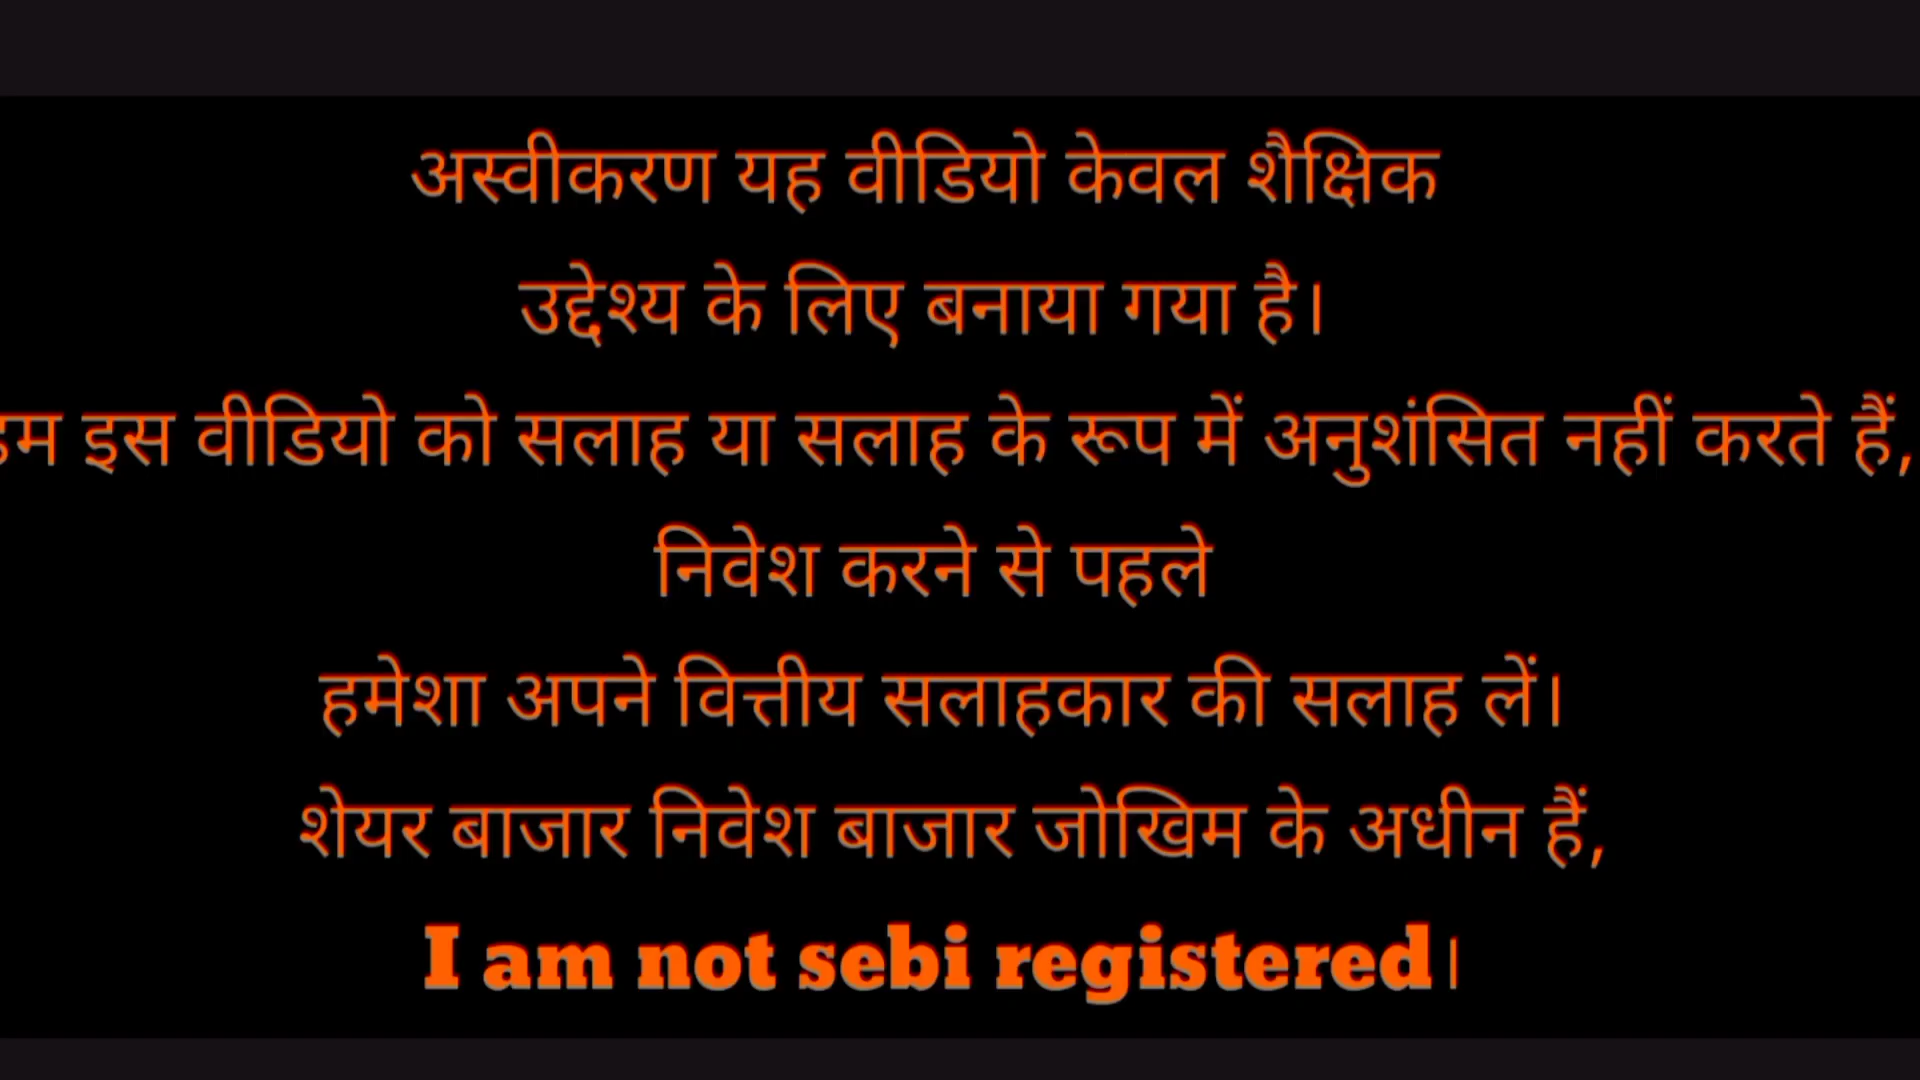 अस्वीकरण यह वीडियो केवल शैक्षिक
उद्देश्य के लिए बनाया गया है।
हम इस वीडियो को सलाह या सलाह के रूप में अनुशंसित नहीं करते हैं,
निवेश करने से पहले
हमेशा अपने वित्तीय सलाहकार की सलाह लें।
शेयर बाजार निवेश बाजार जोखिम के अधीन हैं,
I am not sebi registered।